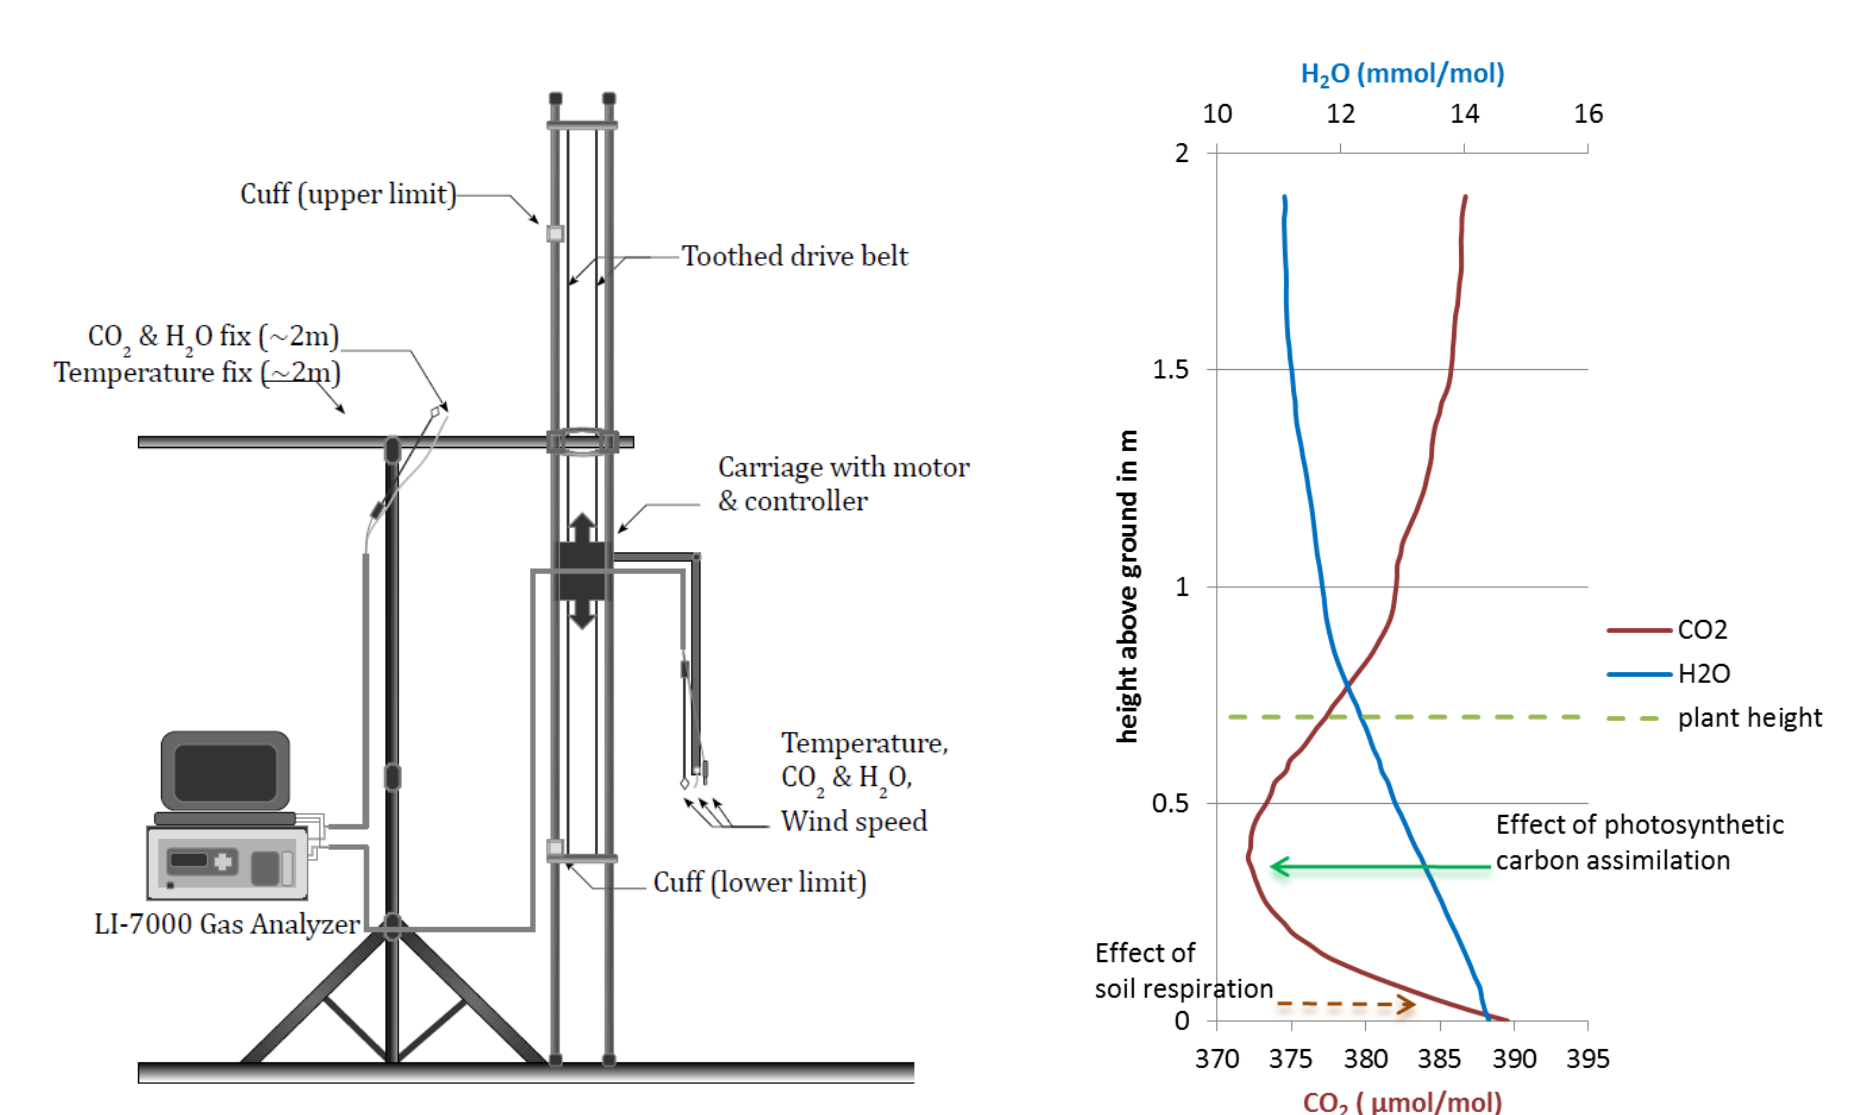 Cuff (upper limit)
Toothed drive belt
CO2 & H2O fix (~2m)
Temperature fix (~2m)
Carriage with motor
& controller
Temperature,
CO2 & H2O,
Wind speed
Cuff (lower limit)
LI-7000 Gas Analyzer
H2O (mmol/mol)
10 12 14 16
2
1.5
1
0.5
0
height above ground in m
CO2
H2O
plant height
Effect of photosynthetic
carbon assimilation
Effect of
soil respiration
370 375 380 385 390 395
CO2 ( µmol/mol)